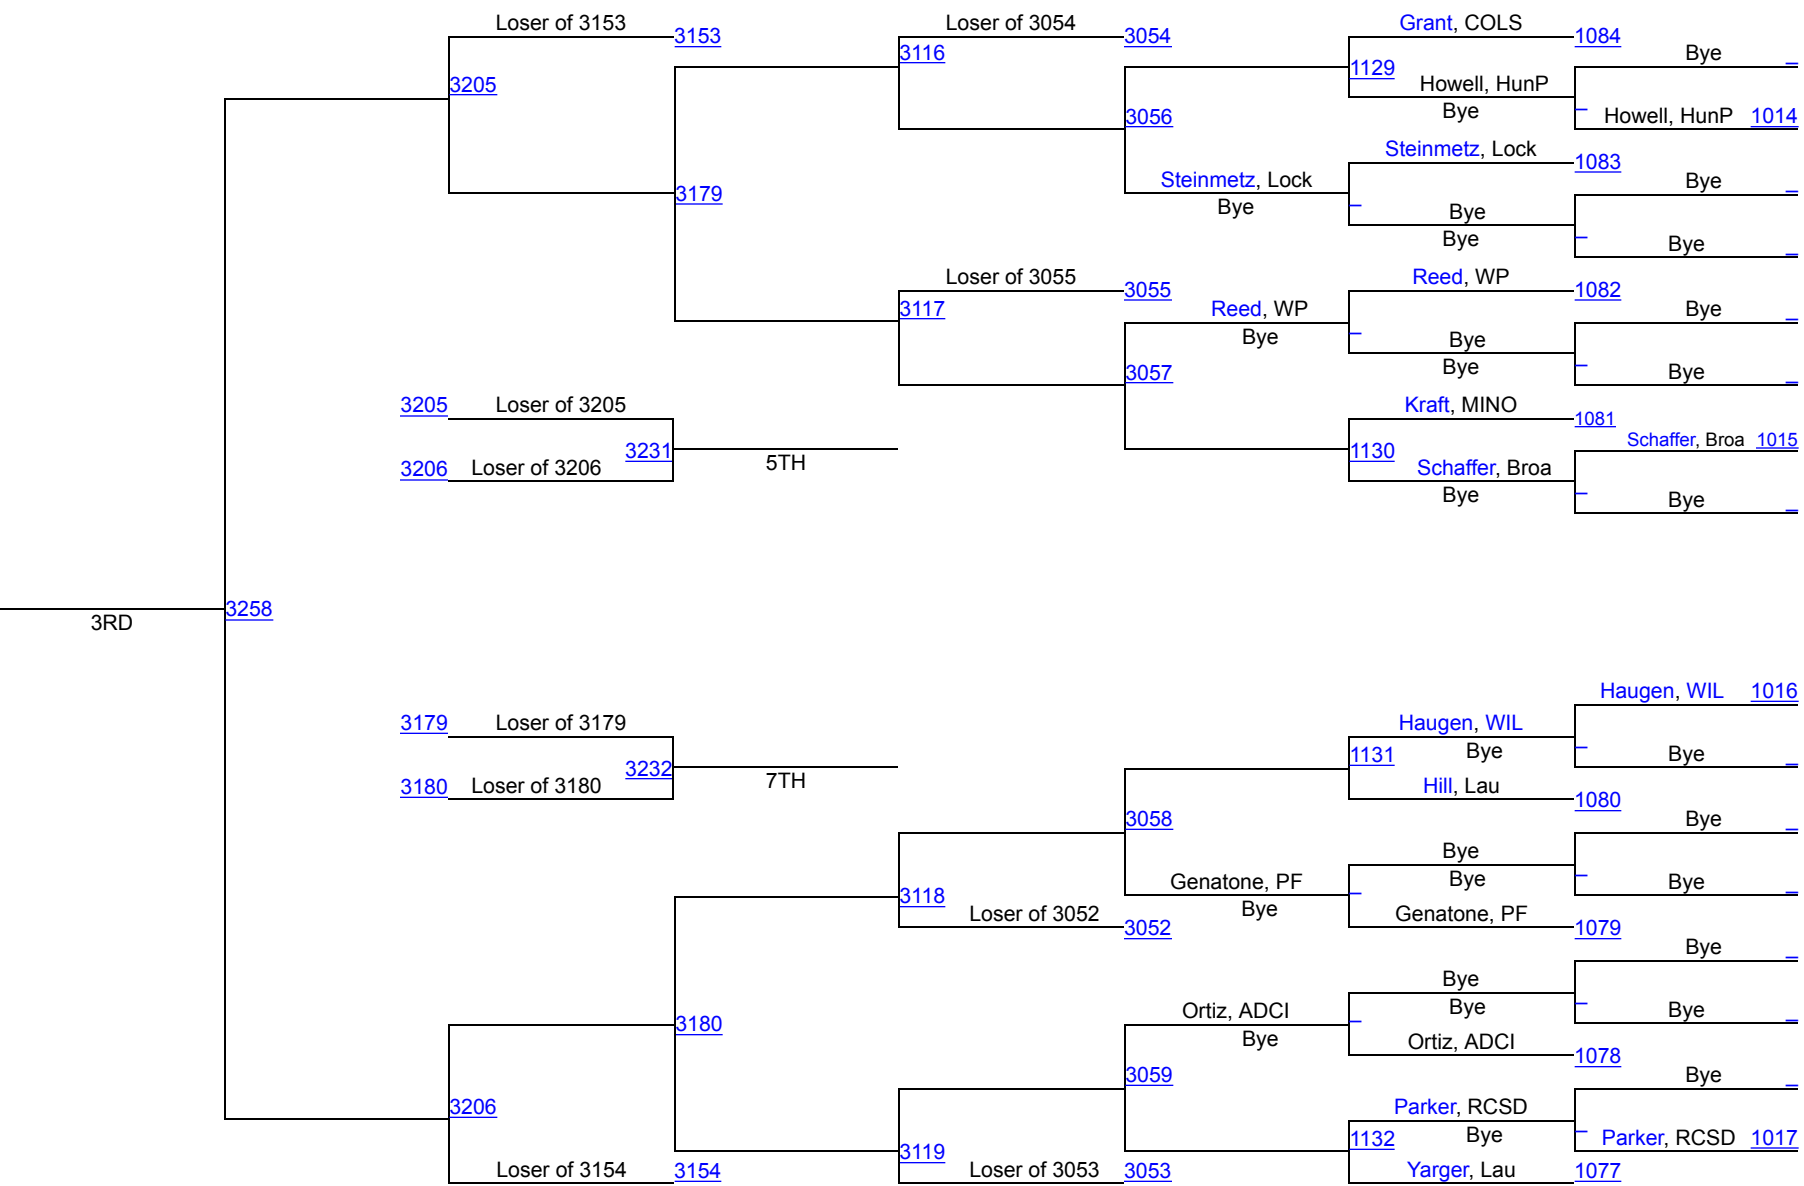 Loser of 3153 3153
Loser of 3054 3054
Grant, COLS 1084
Bye
3116
1129
3205
Howell, HunP
Bye
3056
Howell, HunP 1014
Steinmetz, Lock 1083
Steinmetz, Lock
Bye
3179
Bye
Bye
Bye
Bye
Loser of 3055 3055
Reed, WP 1082
3117
Reed, WP
Bye
Bye
Bye
Bye
3057
Bye
3205 Loser of 3205
Kraft, MINO 1081
Schaffer, Broa 1015
3231
5TH
1130
3206 Loser of 3206
Schaffer, Broa
Bye
Bye
3258
3RD
Haugen, WIL 1016
3179 Loser of 3179
Haugen, WIL
Bye
1131
Bye
3232
7TH
3180 Loser of 3180
Hill, Lau 1080
3058
Bye
Bye
Bye
Genatone, PF
Bye
Bye
3118
Loser of 3052 3052
Genatone, PF 1079
Bye
Bye
Bye
Ortiz, ADCI
Bye
Bye
3180
Ortiz, ADCI 1078
3059
Bye
3206
Parker, RCSD
Bye
1132
Parker, RCSD 1017
3119
Loser of 3154 3154
Loser of 3053 3053
Yarger, Lau 1077